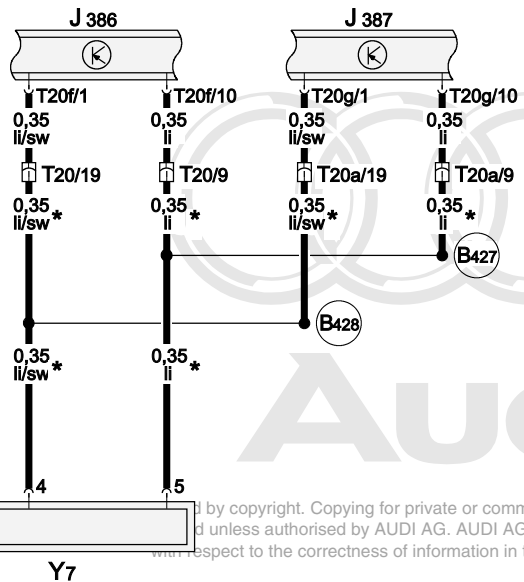 J 386 J 387
T20f/1 T20f/10 T20g/1 T20g/10
0,35 0,35 0,35 0,35
li/sw li li/sw li
T20/19 T20/9 T20a/19 T20a/9
0,35 0,35 0,35 0,35
li/sw * li * li/sw * li *
B427
B428
0,35 0,35
li/sw * li *
Aud
4 5
by copyright. Copying for private or comm
unless authorised by AUDI AG. AUDI AG
respect to the correctness of information in t
Y7